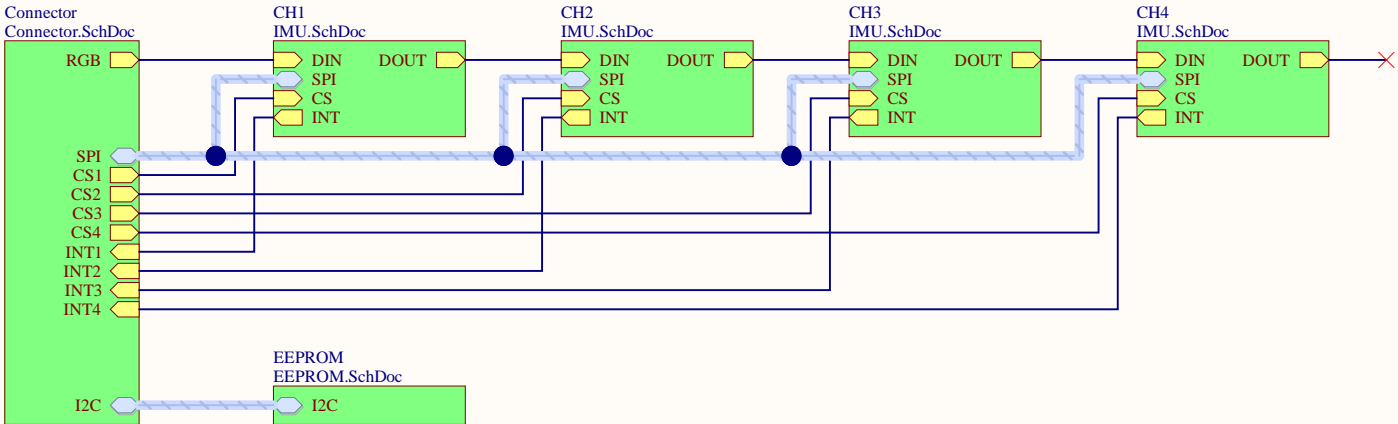 Connector
Connector.SchDoc
RGB
SPI
CS1
CS2
CS3
CS4
INT1
INT2
INT3
INT4
I2C
CH1
IMU.SchDoc
DIN DOUT
SPI
CS
INT
CH2
IMU.SchDoc
DIN DOUT
SPI
CS
INT
CH3
IMU.SchDoc
DIN DOUT
SPI
CS
INT
CH4
IMU.SchDoc
DIN DOUT
SPI
CS
INT
EEPROM
EEPROM.SchDoc
I2C